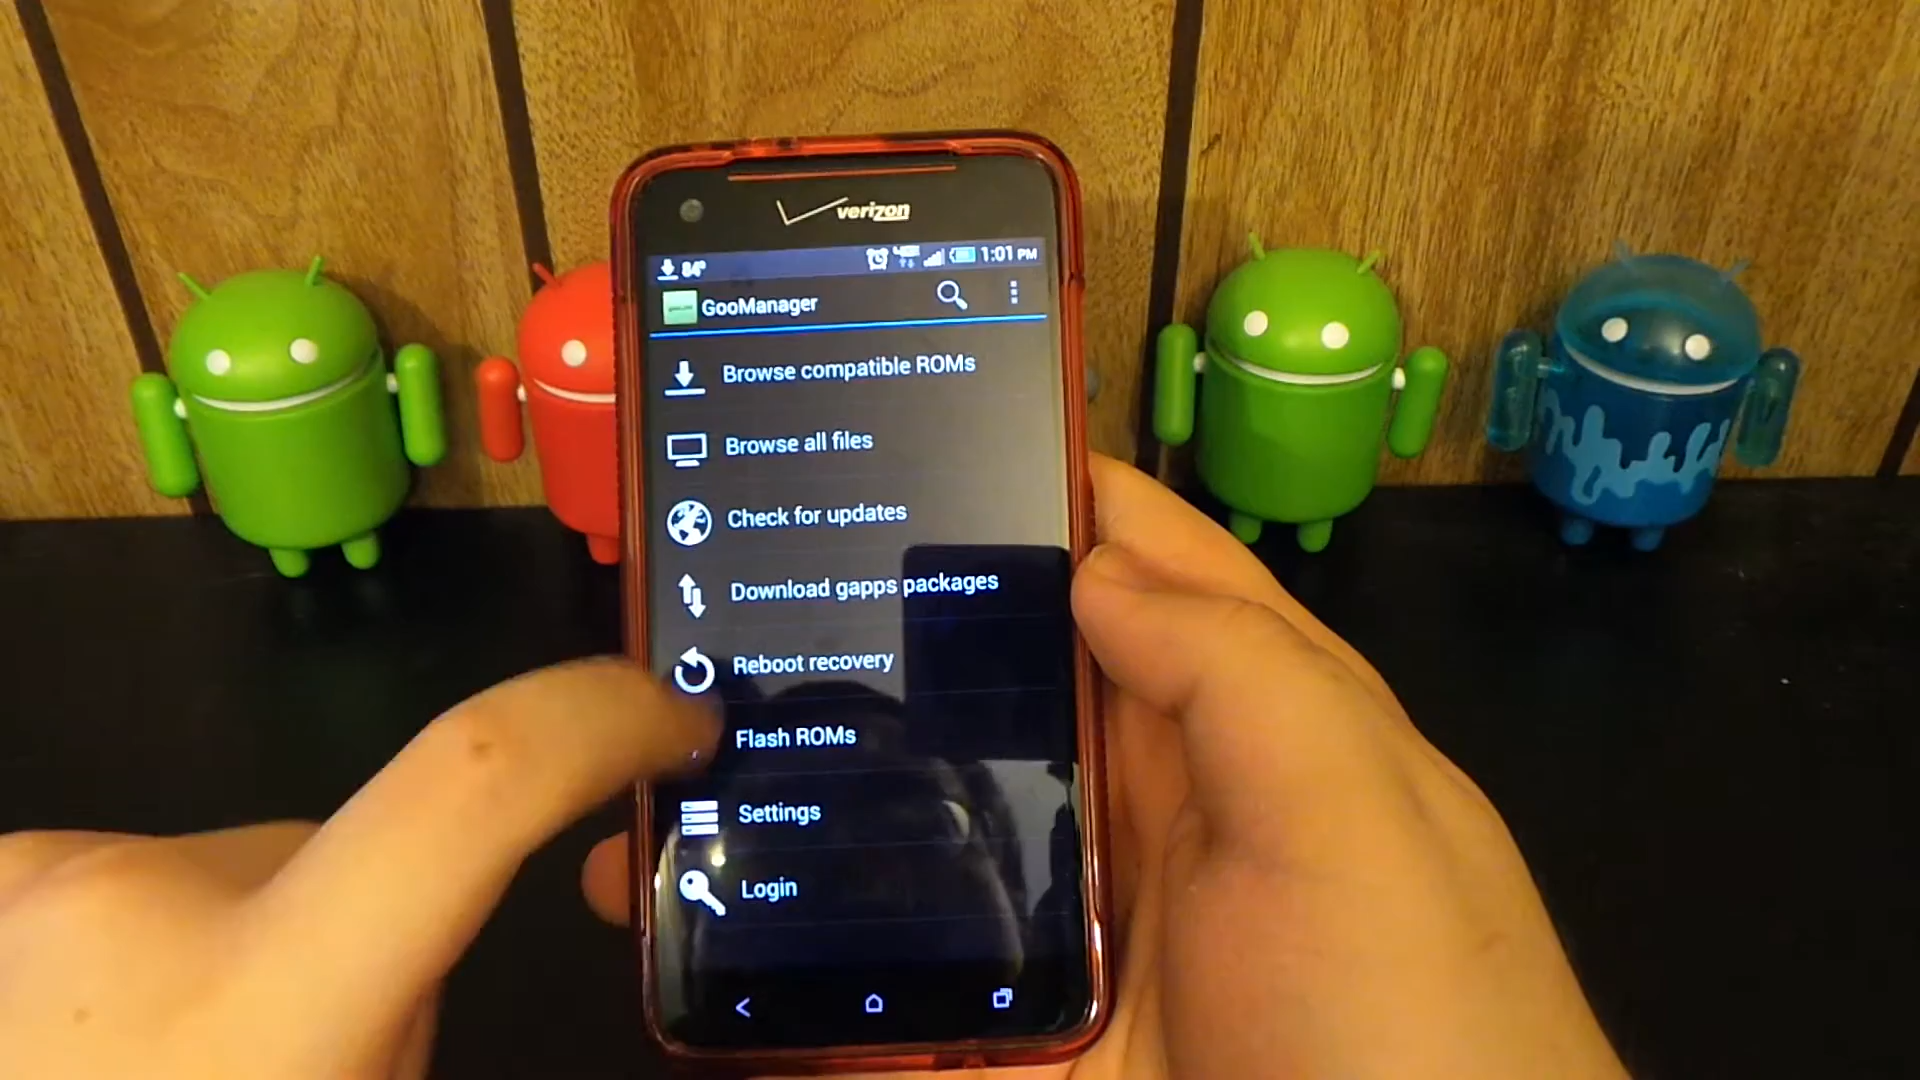 verizon
84° 1:01 PM
GooManager
Browse compatible ROMs
Browse all files
Check for updates
Download gapps packages
Reboot recovery
Flash ROMs
Settings
Login